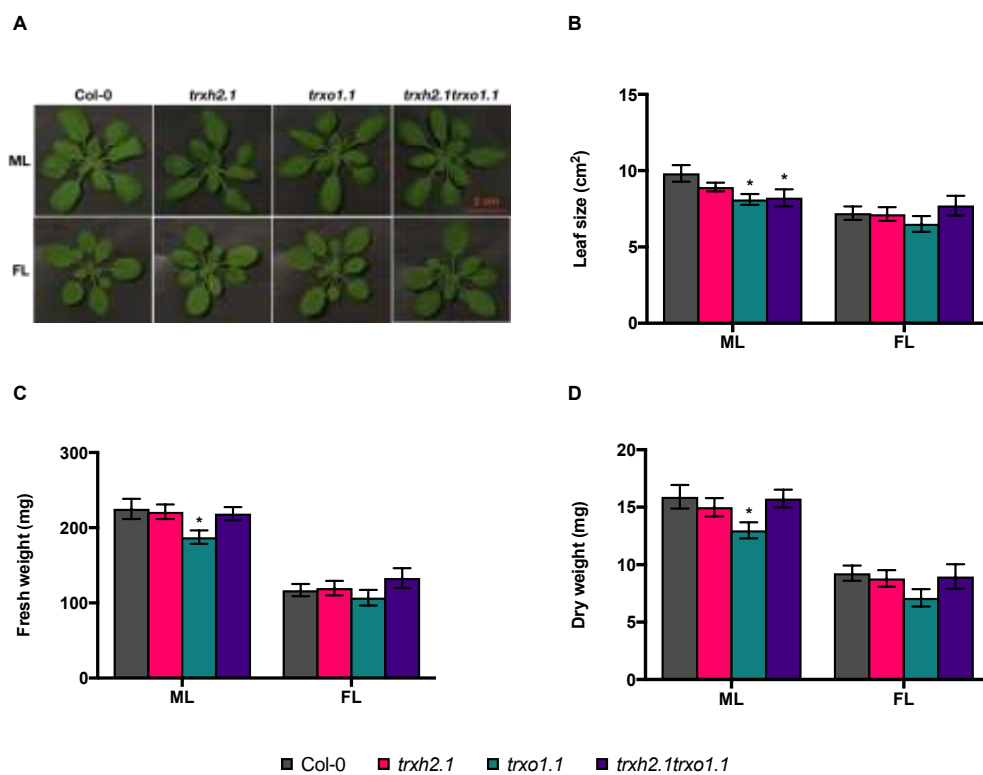 A
Col-0 trxh2.1 trxo1.1 trxh2.1trxo1.1
ML
FL
B
Leaf size (cm²)
15
10
5
0
* *
ML FL
C
Fresh weight (mg)
300
200
100
0
*
ML FL
D
Dry weight (mg)
20
15
10
5
0
*
ML FL
Col-0 trxh2.1 trxo1.1 trxh2.1trxo1.1